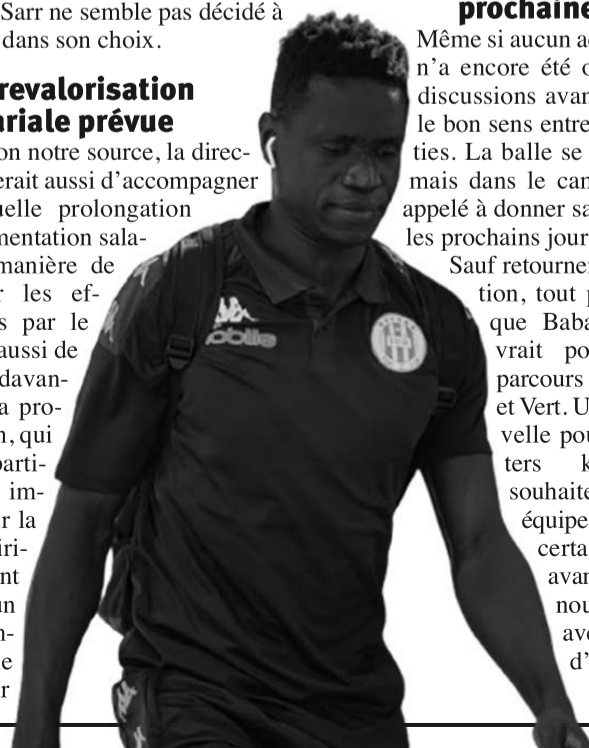 Sarr ne semble pas décidé à
dans son choix.
revalorisation
ariale prévue
on notre source, la direc-
erait aussi d'accompagner
uelle prolongation
mentation sala-
manière de
r les ef-
s par le
aussi de
davan-
a pro-
n, qui
parti-
im-
r la
iri-
nt
un
n-
e
r
prochaine
Même si aucun a
n'a encore été o
discussions avan
le bon sens entre
ties. La balle se
mais dans le cam
appelé à donner sa
les prochains jour
Sauf retourne
tion, tout p
que Baba
vrait po
parcours
et Vert. U
velle pou
ters k
souhaite
équipe
certa
avan
nou
ave
d'
obilis